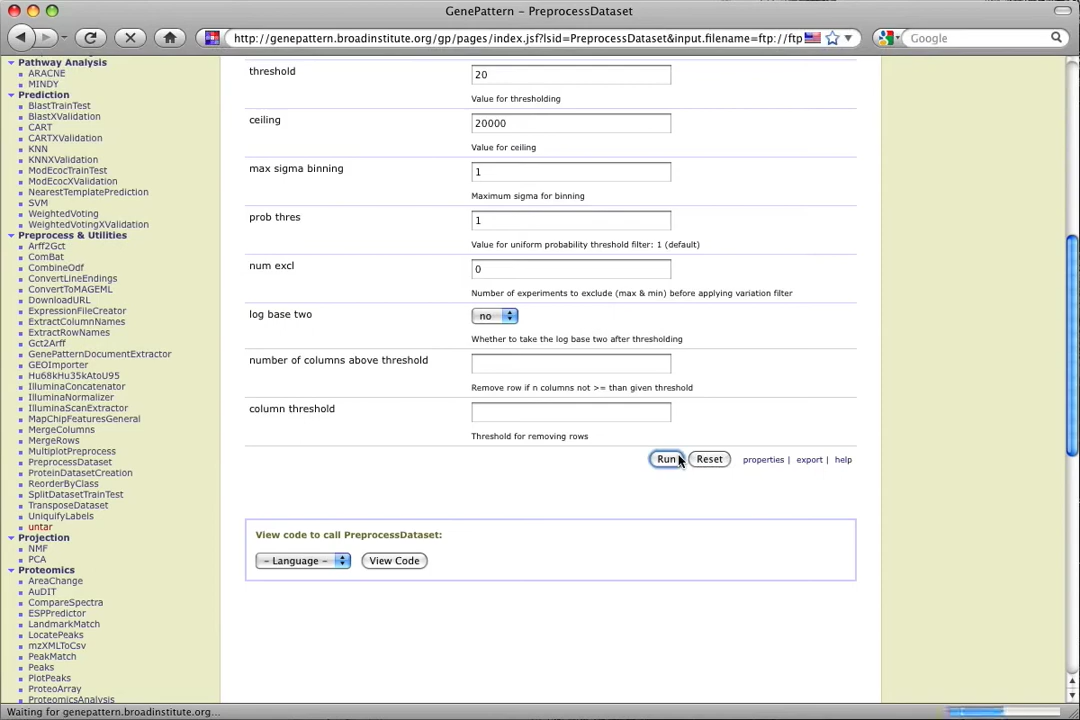 GenePattern – PreprocessDataset
http://genepattern.broadinstitute.org/gp/pages/index.jsf?lsid=PreprocessDataset&input.filename=ftp://ftp
Google
Pathway Analysis
ARACNE
MINDY
Prediction
BlastTrainTest
BlastXValidation
CART
CARTXValidation
KNN
KNNXValidation
ModEcocTrainTest
ModEcocXValidation
NearestTemplatePrediction
SVM
WeightedVoting
WeightedVotingXValidation
Preprocess & Utilities
Arff2Gct
ComBat
CombineOdf
ConvertLineEndings
ConvertToMAGEML
DownloadURL
ExpressionFileCreator
ExtractColumnNames
ExtractRowNames
Gct2Arff
GenePatternDocumentExtractor
GEOImporter
Hu68kHu35kAtoU95
IlluminaConcatenator
IlluminaNormalizer
IlluminaScanExtractor
MapChipFeaturesGeneral
MergeColumns
MergeRows
MultiplotPreprocess
PreprocessDataset
ProteinDatasetCreation
ReorderByClass
SplitDatasetTrainTest
TransposeDataset
UniquifyLabels
untar
Projection
NMF
PCA
Proteomics
AreaChange
AuDIT
CompareSpectra
ESPPredictor
LandmarkMatch
LocatePeaks
mzXMLToCsv
PeakMatch
Peaks
PlotPeaks
ProteoArray
ProteomicsAnalysis
threshold
20
Value for thresholding
ceiling
20000
Value for ceiling
max sigma binning
1
Maximum sigma for binning
prob thres
1
Value for uniform probability threshold filter: 1 (default)
num excl
0
Number of experiments to exclude (max & min) before applying variation filter
log base two
no
Whether to take the log base two after thresholding
number of columns above threshold
Remove row if n columns not >= than given threshold
column threshold
Threshold for removing rows
Run Reset properties | export | help
View code to call PreprocessDataset:
– Language – View Code
Waiting for genepattern.broadinstitute.org...